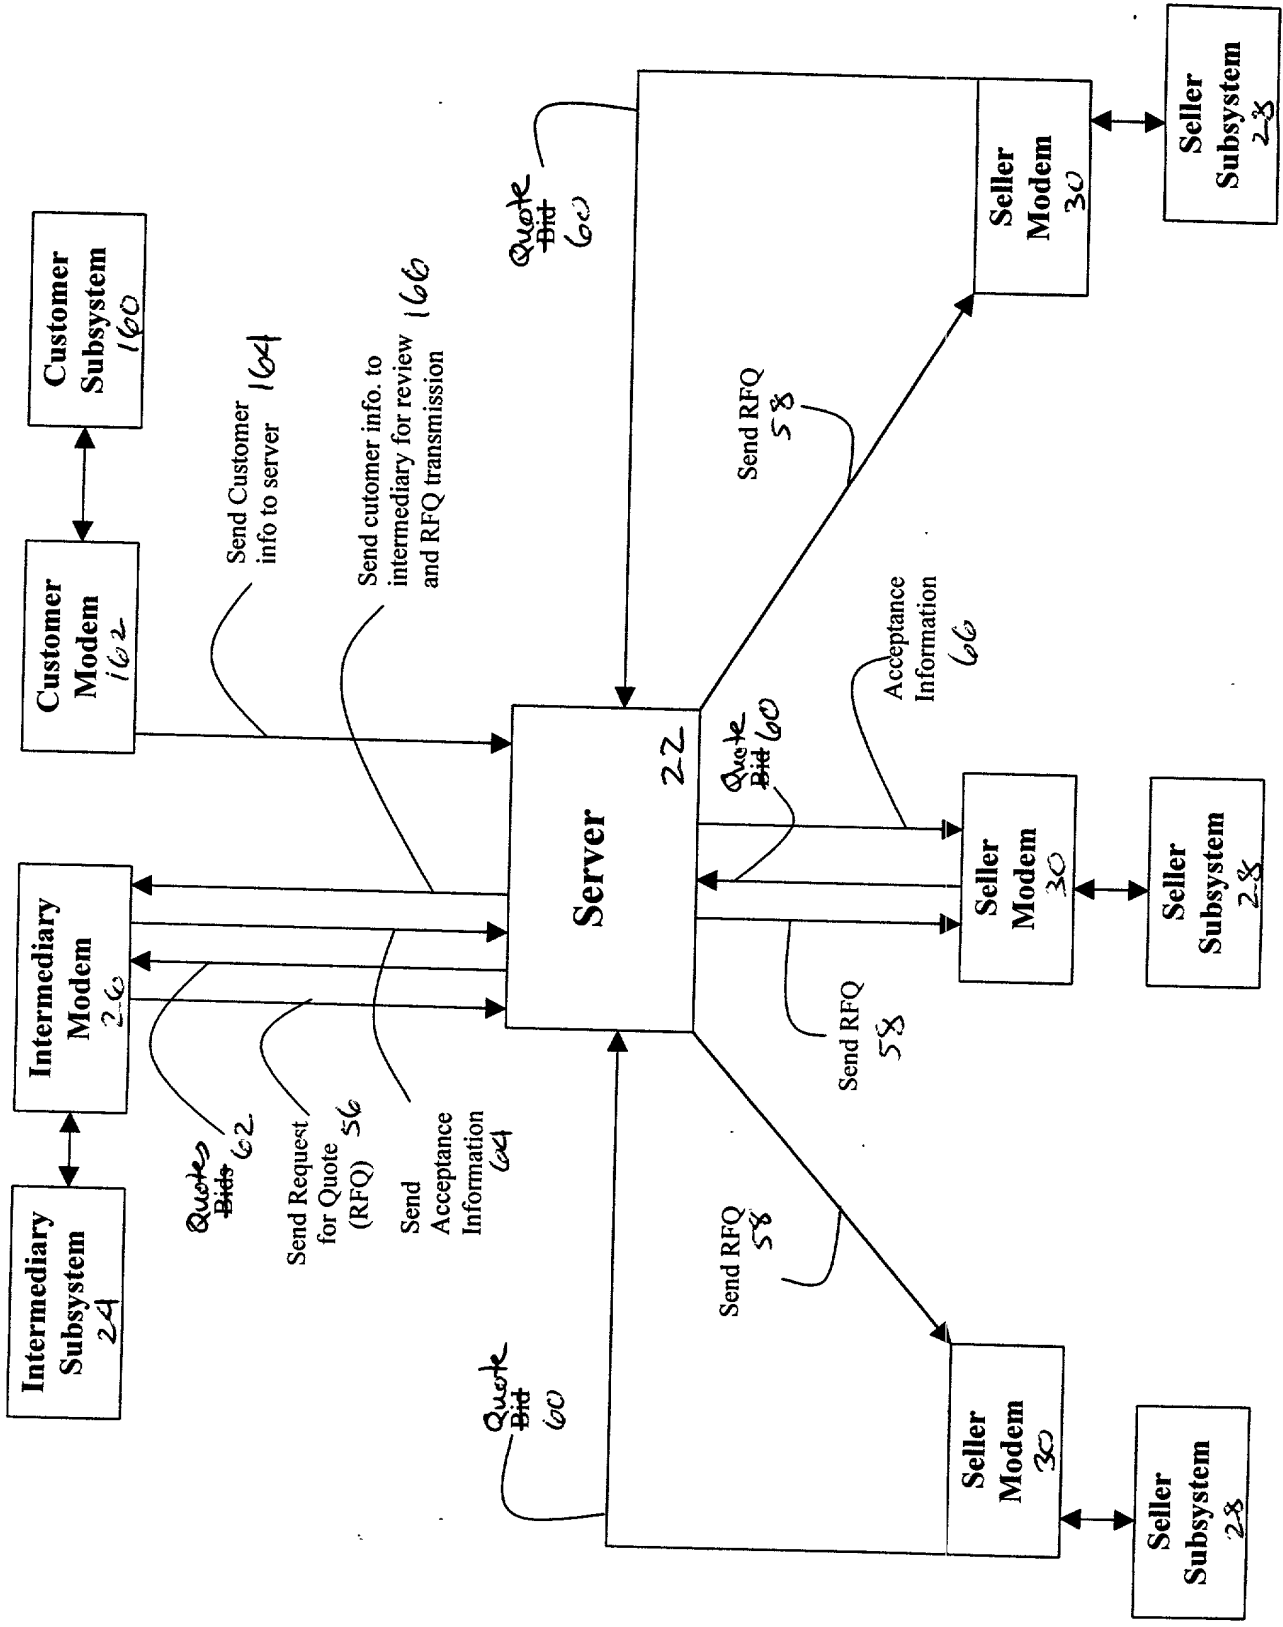 Intermediary
Subsystem
24
Intermediary
Modem
26
Customer
Modem
162
Customer
Subsystem
160
Quotes
Bids 62
Send Request
for Quote
(RFQ) 56
Send
Acceptance
Information
64
Send Customer
info to server 164
Send cutomer info. to
intermediary for review 166
and RFQ transmission
Quote
Bid
60
Server
22
Quote
Bid
60
Send RFQ
58
Send RFQ
58
Quote
Bid 60
Acceptance
Information
66
Send RFQ
58
Seller
Modem
30
Seller
Modem
30
Seller
Modem
30
Seller
Subsystem
28
Seller
Subsystem
28
Seller
Subsystem
28